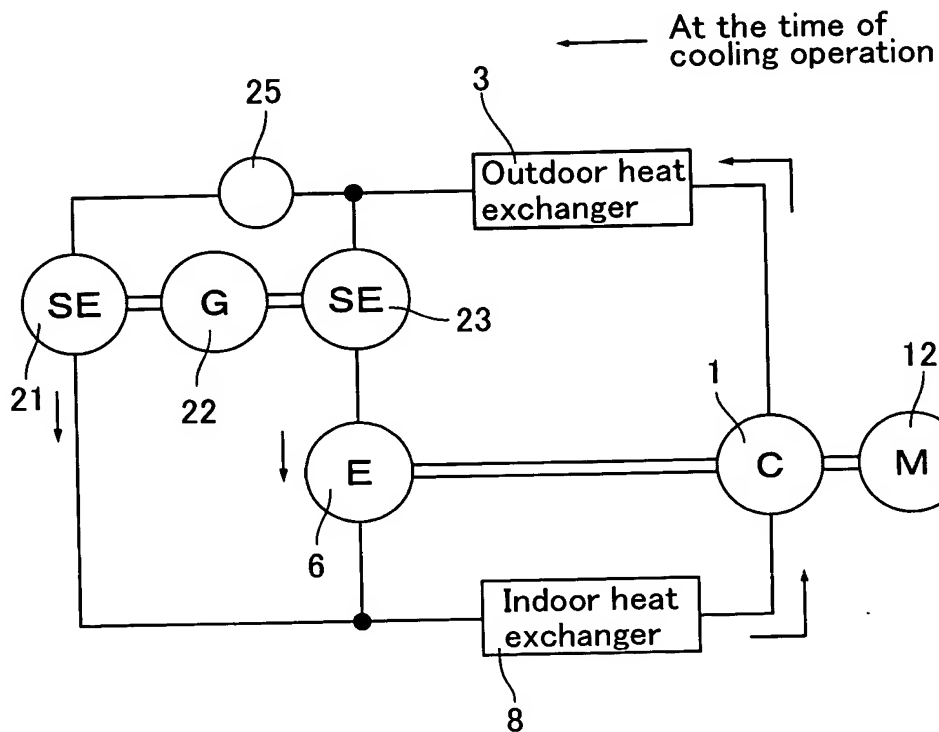 At the time of
cooling operation
3
25
Outdoor heat
exchanger
SE
G
SE
23
21
22
1
12
E
C
M
6
Indoor heat
exchanger
8